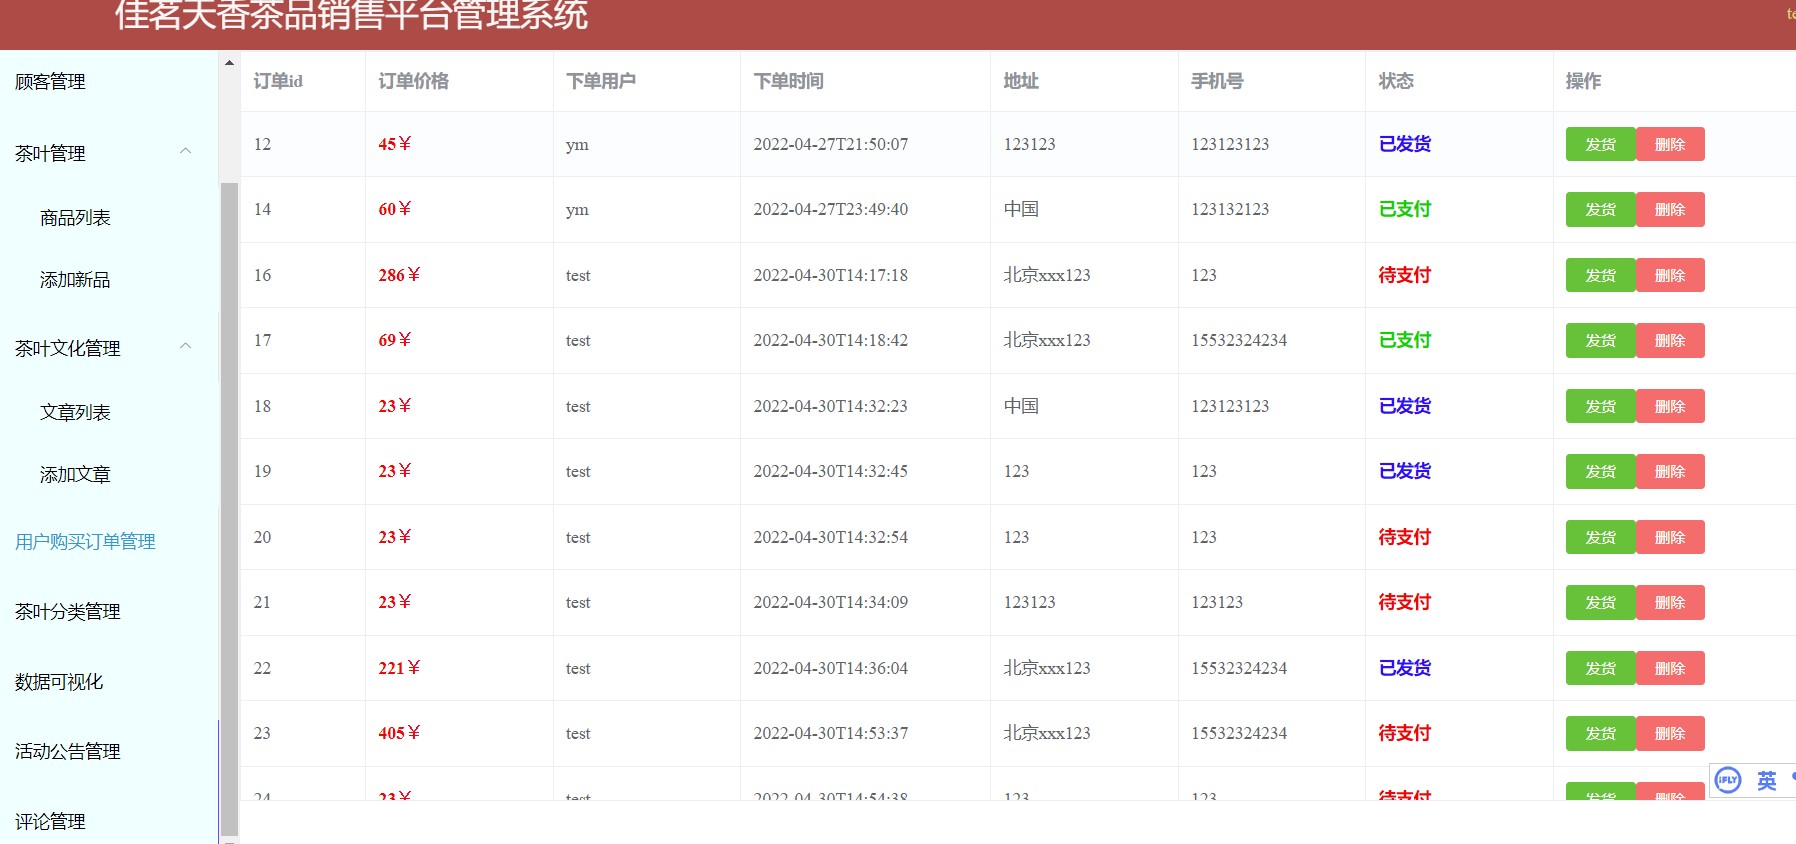 佳茗天香茶品销售平台管理系统
te
顾客管理
茶叶管理
商品列表
添加新品
茶叶文化管理
文章列表
添加文章
用户购买订单管理
茶叶分类管理
数据可视化
活动公告管理
评论管理
订单id 订单价格 下单用户 下单时间 地址 手机号 状态 操作
12 45￥ ym 2022-04-27T21:50:07 123123 123123123 已发货 发货 删除
14 60￥ ym 2022-04-27T23:49:40 中国 123132123 已支付 发货 删除
16 286￥ test 2022-04-30T14:17:18 北京xxx123 123 待支付 发货 删除
17 69￥ test 2022-04-30T14:18:42 北京xxx123 15532324234 已支付 发货 删除
18 23￥ test 2022-04-30T14:32:23 中国 123123123 已发货 发货 删除
19 23￥ test 2022-04-30T14:32:45 123 123 已发货 发货 删除
20 23￥ test 2022-04-30T14:32:54 123 123 待支付 发货 删除
21 23￥ test 2022-04-30T14:34:09 123123 123123 待支付 发货 删除
22 221￥ test 2022-04-30T14:36:04 北京xxx123 15532324234 已发货 发货 删除
23 405￥ test 2022-04-30T14:53:37 北京xxx123 15532324234 待支付 发货 删除
24 23￥ test 2022-04-30T14:54:38 123 123 待支付 发货 删除
iFLY 英